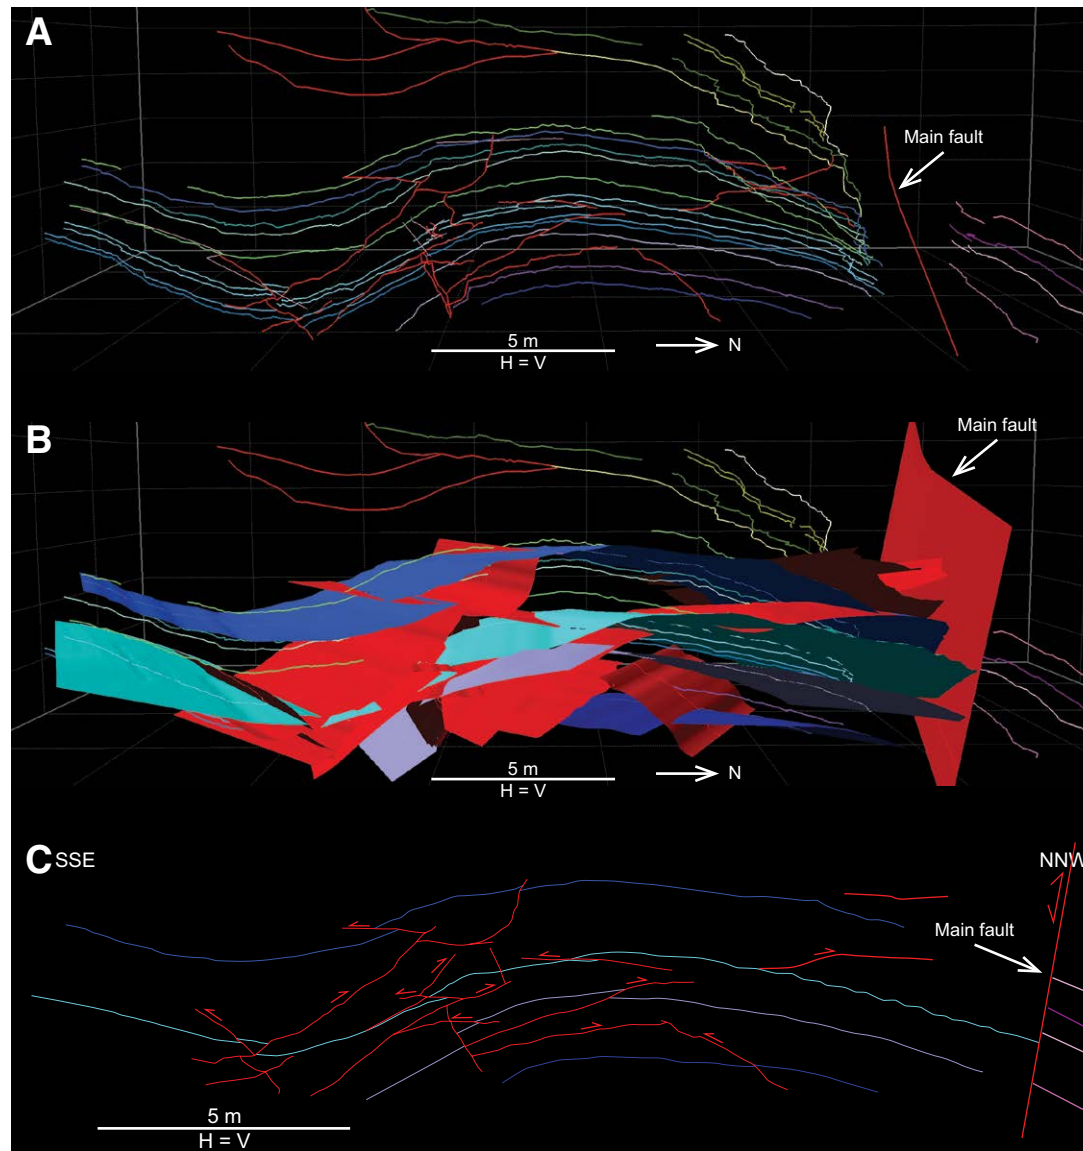 A
Main fault
5 m
H = V
N
B
Main fault
5 m
H = V
N
C SSE
NNW
Main fault
5 m
H = V